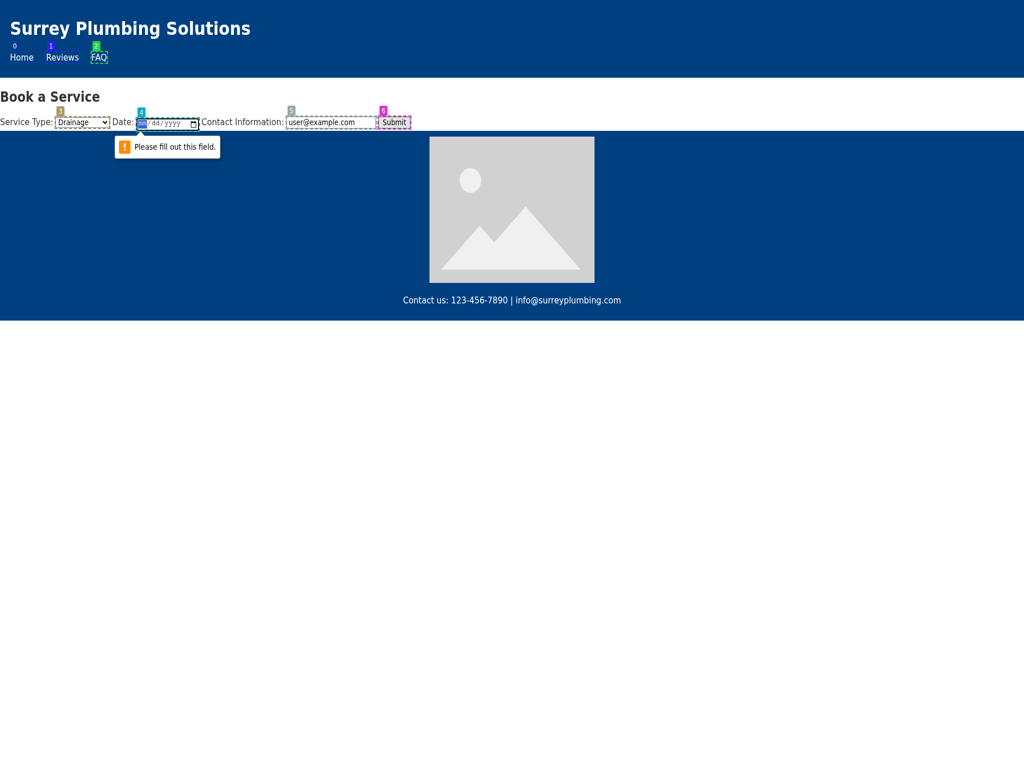 Surrey Plumbing Solutions
0 1 2
Home Reviews FAQ
Book a Service
3 4 5 6
Service Type: Drainage Date: /dd/yyyy Contact Information: user@example.com Submit
! Please fill out this field.
Contact us: 123-456-7890 | info@surreyplumbing.com